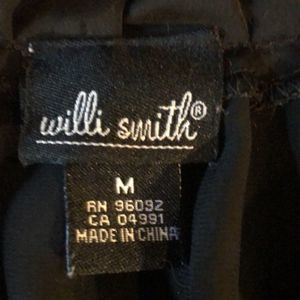 willi smith®
M
RN 96092
CA 04991
MADE IN CHINA